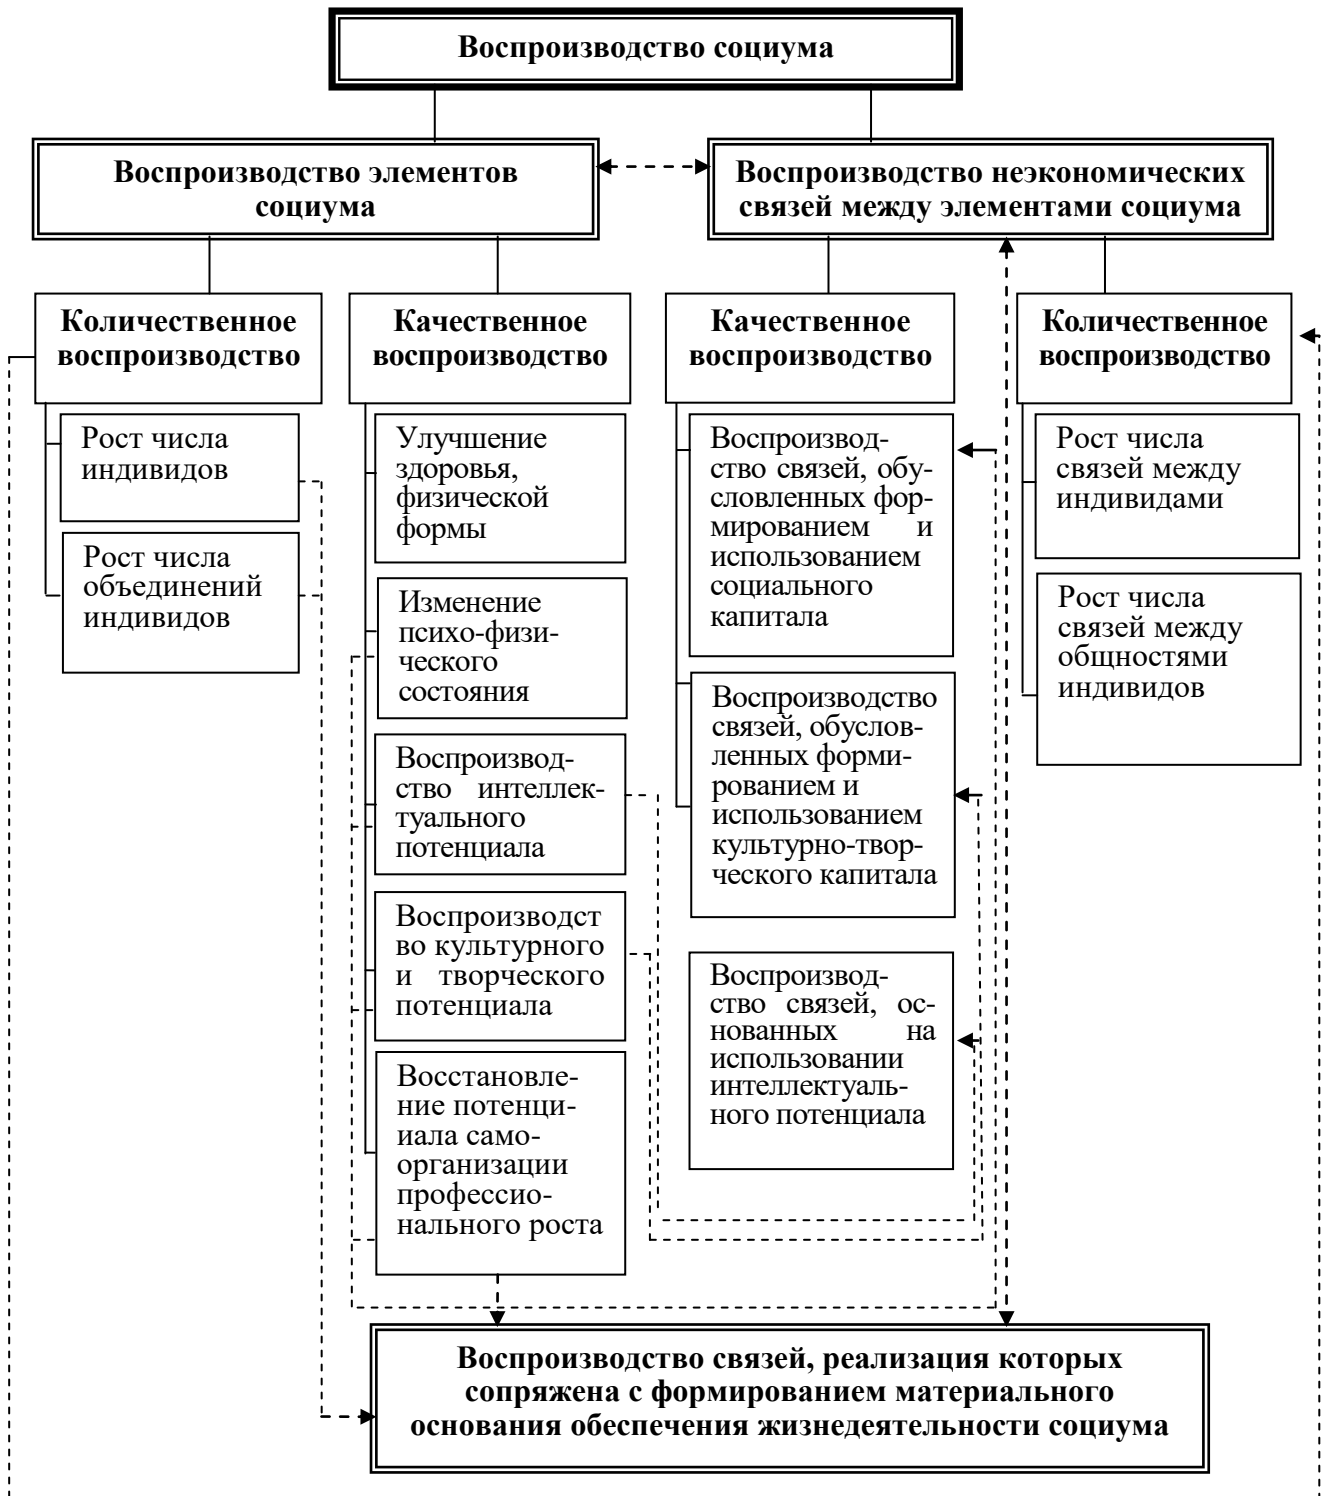 Воспроизводство социума
Воспроизводство элементов
социума
Воспроизводство неэкономических
связей между элементами социума
Количественное
воспроизводство
Качественное
воспроизводство
Качественное
воспроизводство
Количественное
воспроизводство
Рост числа
индивидов
Рост числа
объединений
индивидов
Улучшение
здоровья,
физической
формы
Изменение
психо-физи-
ческого
состояния
Воспроизвод-
ство интеллек-
туального
потенциала
Воспроизводст
во культурного
и творческого
потенциала
Восстановле-
ние потенци-
иала само-
организации
профессио-
нального роста
Воспроизвод-
ство связей, обу-
словленных фор-
мированием и
использованием
социального
капитала
Воспроизводство
связей, обуслов-
ленных форми-
рованием и
использованием
культурно-твор-
ческого капитала
Воспроизвод-
ство связей, ос-
нованных на
использовании
интеллектуаль-
ного потенциала
Рост числа
связей между
индивидами
Рост числа
связей между
общностями
индивидов
Воспроизводство связей, реализация которых
сопряжена с формированием материального
основания обеспечения жизнедеятельности социума